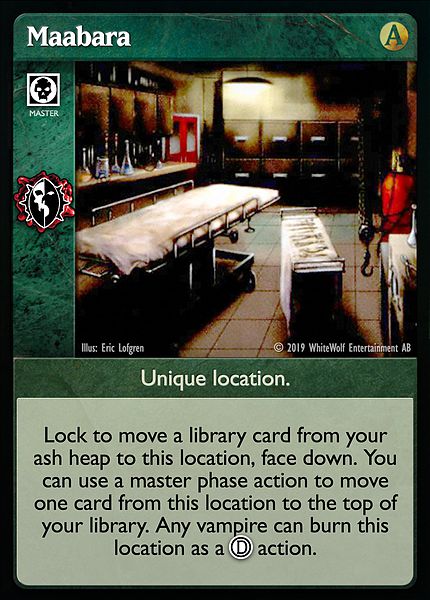 Maabara
A
MASTER
Illus: Eric Lofgren
© 2019 WhiteWolf Entertainment AB
Unique location.
Lock to move a library card from your
ash heap to this location, face down. You
can use a master phase action to move
one card from this location to the top of
your library. Any vampire can burn this
location as a Ⓓ action.